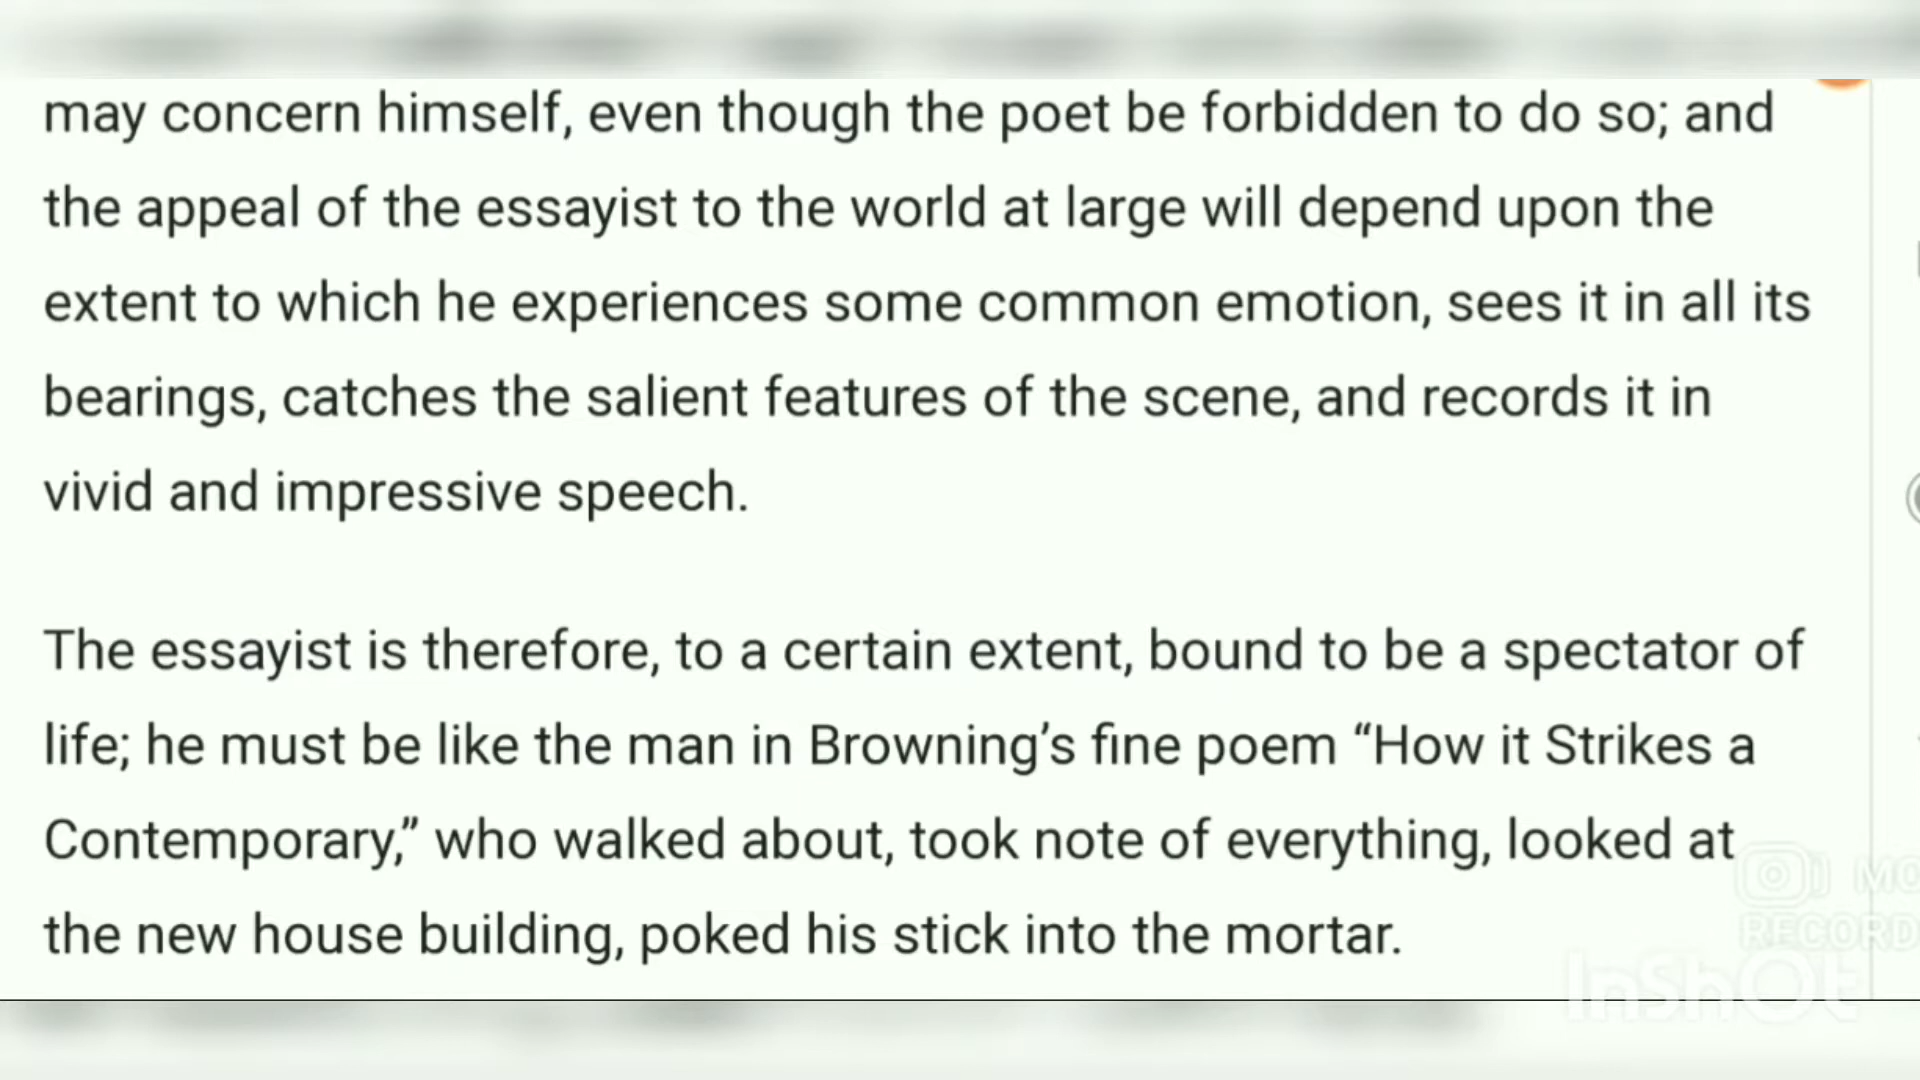 may concern himself, even though the poet be forbidden to do so; and
the appeal of the essayist to the world at large will depend upon the
extent to which he experiences some common emotion, sees it in all its
bearings, catches the salient features of the scene, and records it in
vivid and impressive speech.
The essayist is therefore, to a certain extent, bound to be a spectator of
life; he must be like the man in Browning’s fine poem “How it Strikes a
Contemporary,” who walked about, took note of everything, looked at
the new house building, poked his stick into the mortar.
InShOt